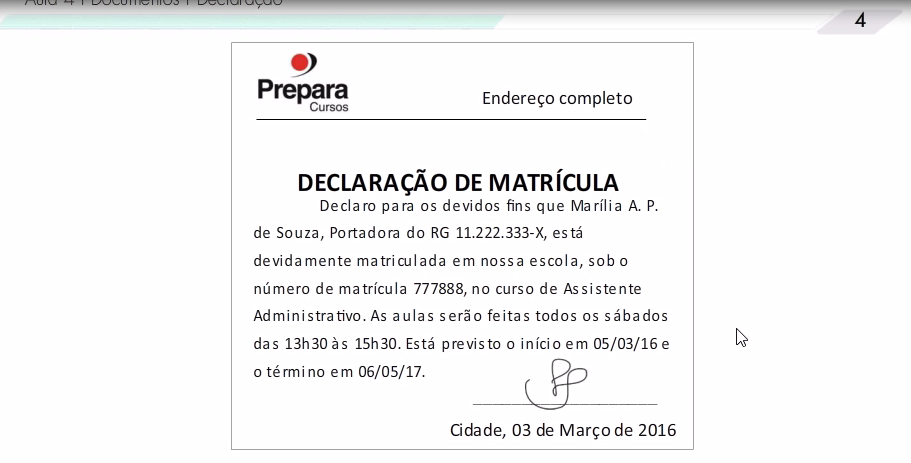 Aula 4 | Documentos | Declaração
4
Prepara
Cursos
Endereço completo
DECLARAÇÃO DE MATRÍCULA
Declaro para os devidos fins que Marília A. P.
de Souza, Portadora do RG 11.222.333-X, está
devidamente matriculada em nossa escola, sob o
número de matrícula 777888, no curso de Assistente
Administrativo. As aulas serão feitas todos os sábados
das 13h30 às 15h30. Está previsto o início em 05/03/16 e
o término em 06/05/17.
Cidade, 03 de Março de 2016